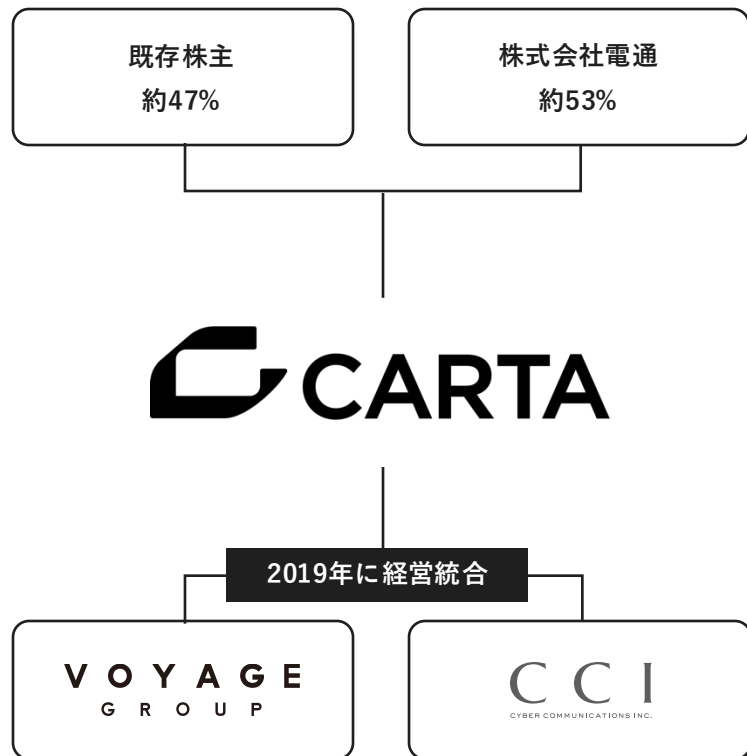 既存株主
約47%
株式会社電通
約53%
CARTA
2019年に経営統合
VOYAGE
GROUP
CCI
CYBER COMMUNICATIONS INC.